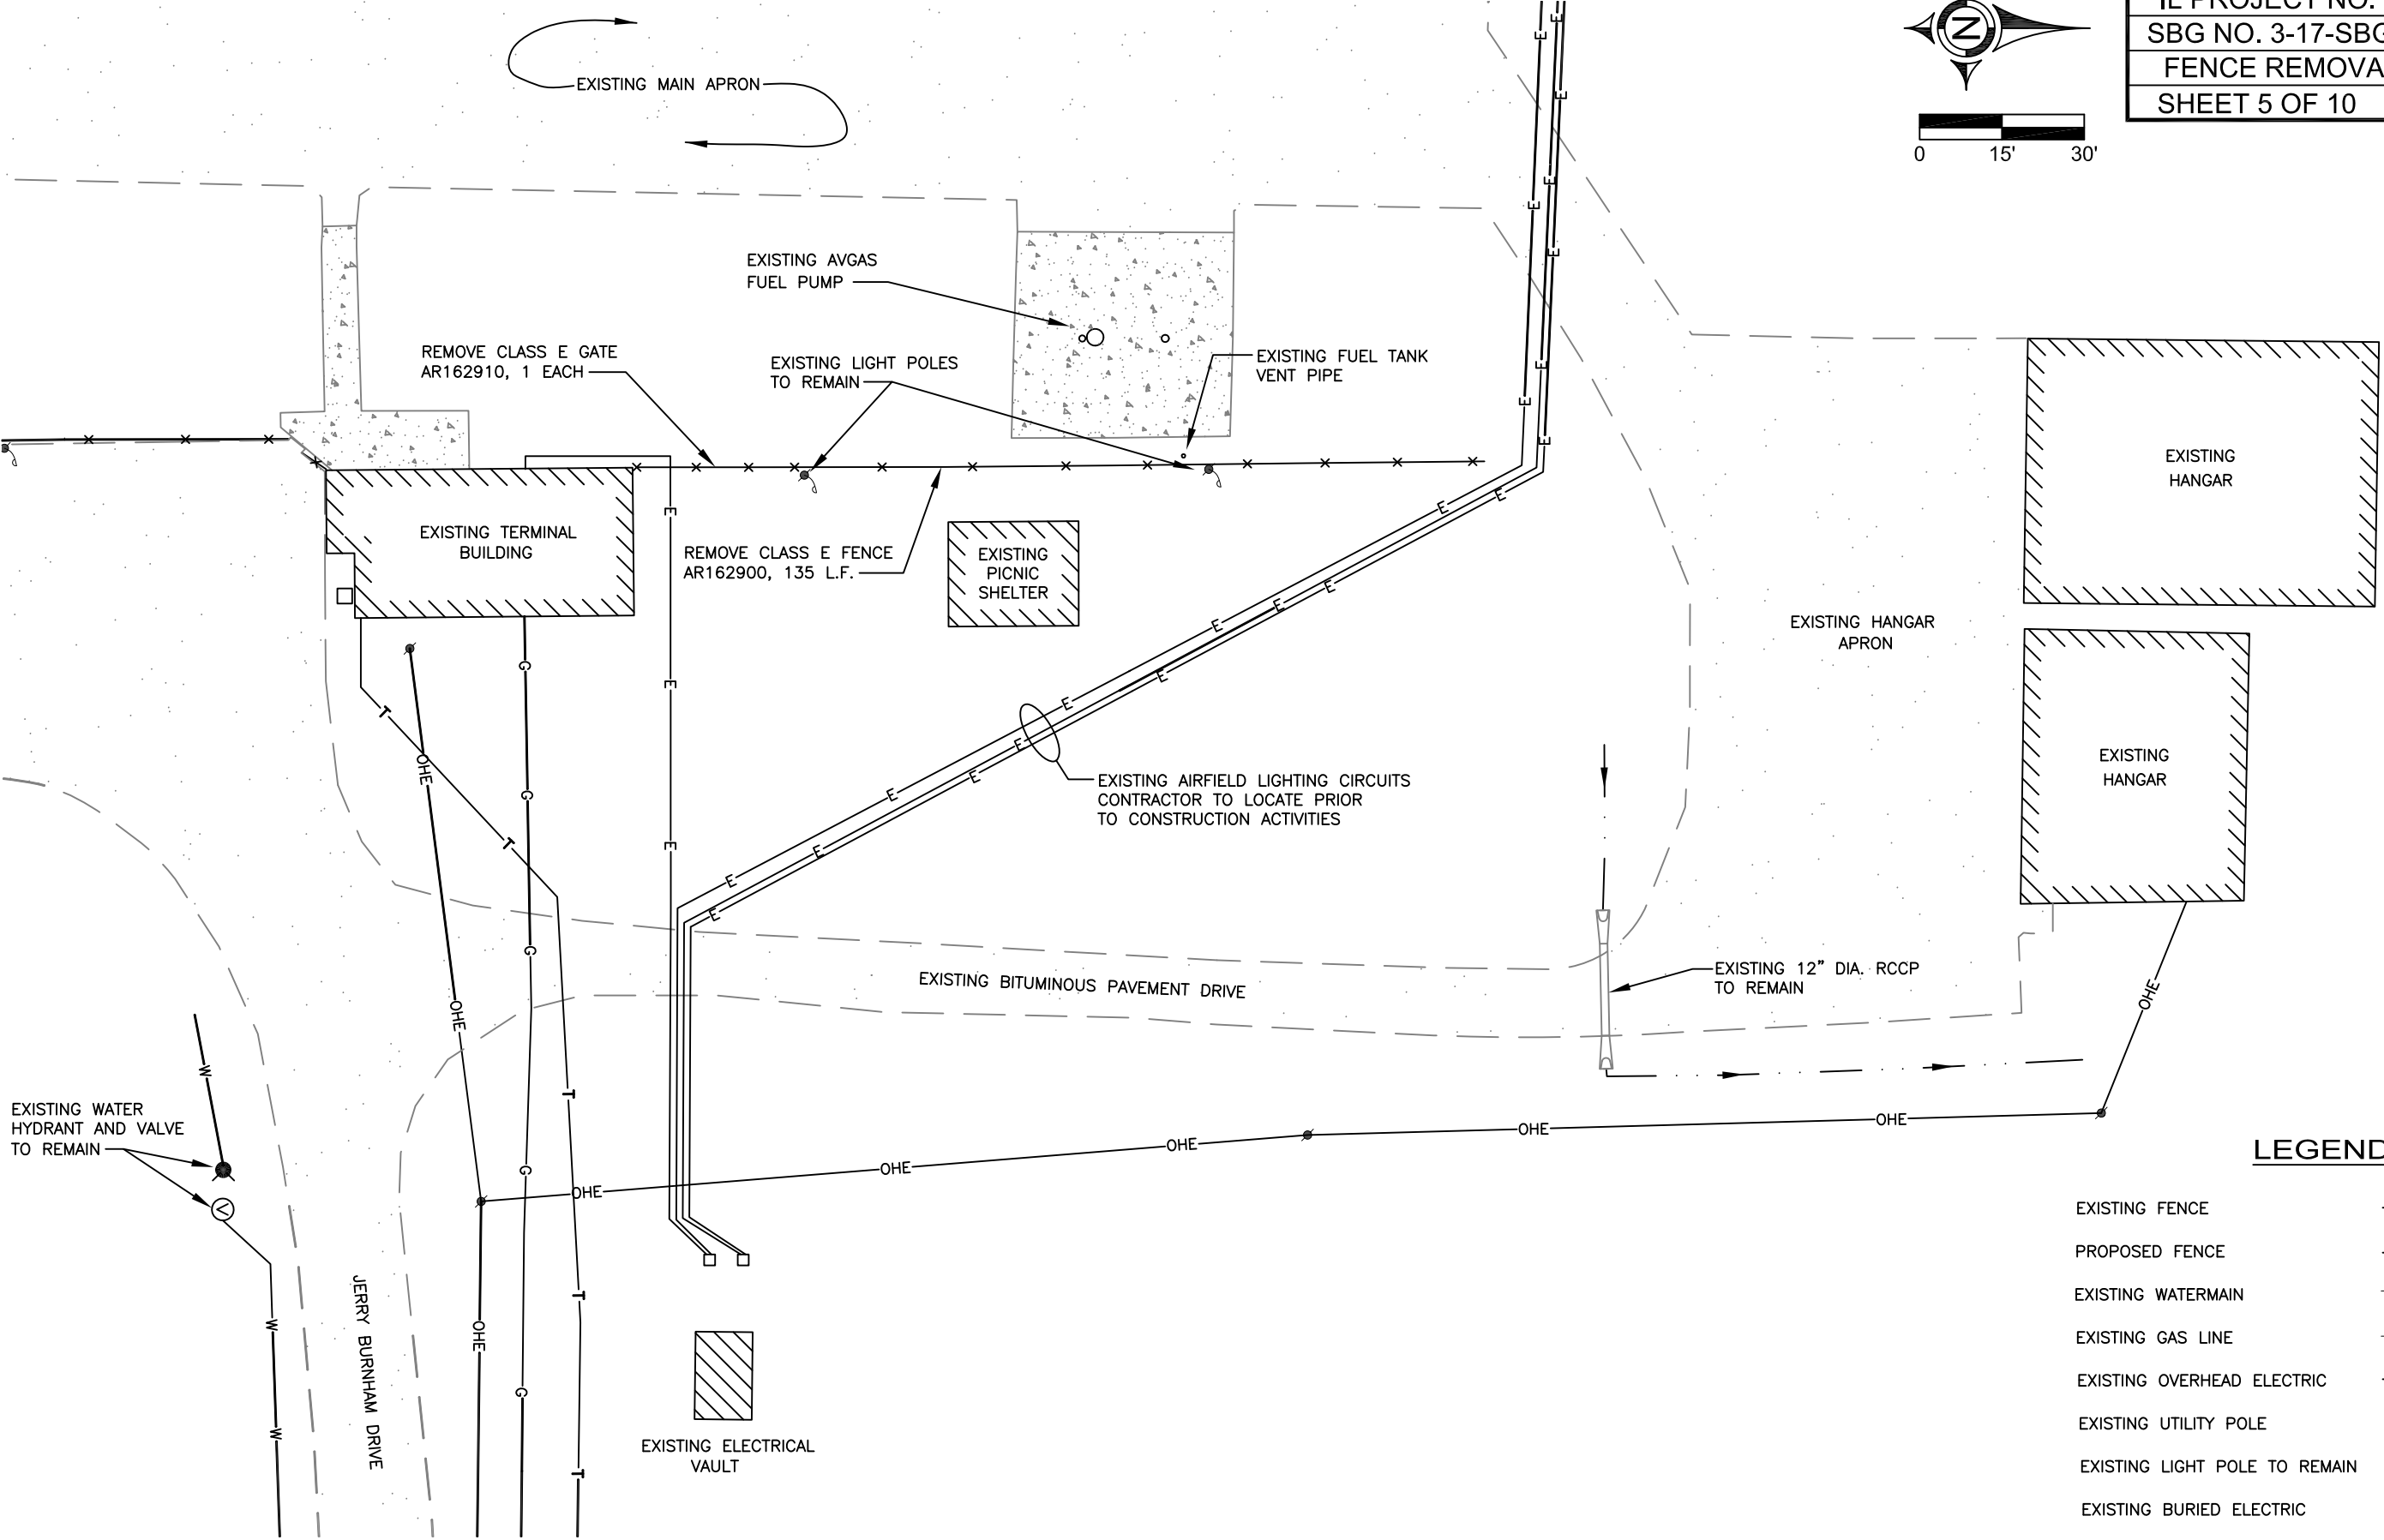 IL PROJECT NO.
SBG NO. 3-17-SBG
FENCE REMOVA
SHEET 5 OF 10
N
0 15' 30'
EXISTING MAIN APRON
EXISTING AVGAS
FUEL PUMP
REMOVE CLASS E GATE
AR162910, 1 EACH
EXISTING LIGHT POLES
TO REMAIN
EXISTING FUEL TANK
VENT PIPE
EXISTING
HANGAR
EXISTING TERMINAL
BUILDING
REMOVE CLASS E FENCE
AR162900, 135 L.F.
EXISTING
PICNIC
SHELTER
EXISTING HANGAR
APRON
EXISTING
HANGAR
EXISTING AIRFIELD LIGHTING CIRCUITS
CONTRACTOR TO LOCATE PRIOR
TO CONSTRUCTION ACTIVITIES
EXISTING BITUMINOUS PAVEMENT DRIVE
EXISTING 12" DIA. RCCP
TO REMAIN
EXISTING WATER
HYDRANT AND VALVE
TO REMAIN
V
JERRY BURNHAM DRIVE
EXISTING ELECTRICAL
VAULT
E E E E E E E E E E
E E E E E E E E E E E E E E
E E E
T T T T T
G G G G G
W W W
OHE OHE OHE
OHE OHE OHE OHE OHE OHE
LEGEND
EXISTING FENCE
PROPOSED FENCE
EXISTING WATERMAIN
EXISTING GAS LINE
EXISTING OVERHEAD ELECTRIC
EXISTING UTILITY POLE
EXISTING LIGHT POLE TO REMAIN
EXISTING BURIED ELECTRIC